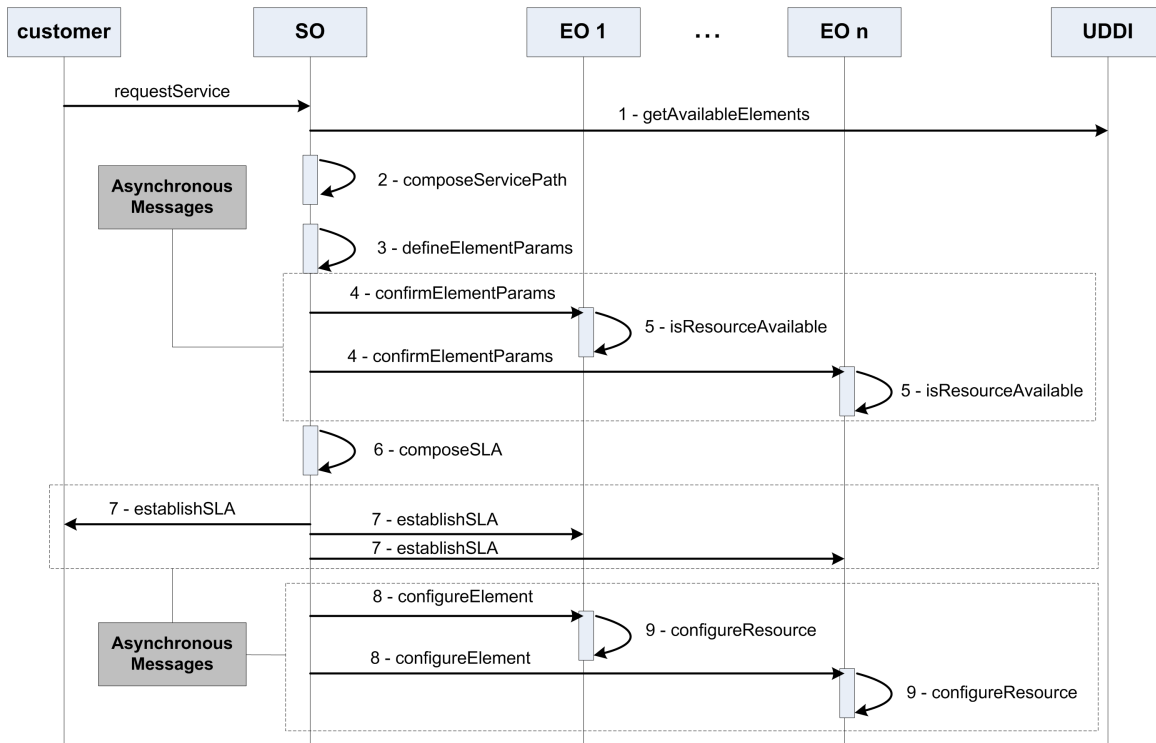 customer
SO
EO 1
...
EO n
UDDI
requestService
1 - getAvailableElements
2 - composeServicePath
Asynchronous
Messages
3 - defineElementParams
4 - confirmElementParams
5 - isResourceAvailable
4 - confirmElementParams
5 - isResourceAvailable
6 - composeSLA
7 - establishSLA
7 - establishSLA
7 - establishSLA
8 - configureElement
9 - configureResource
Asynchronous
Messages
8 - configureElement
9 - configureResource